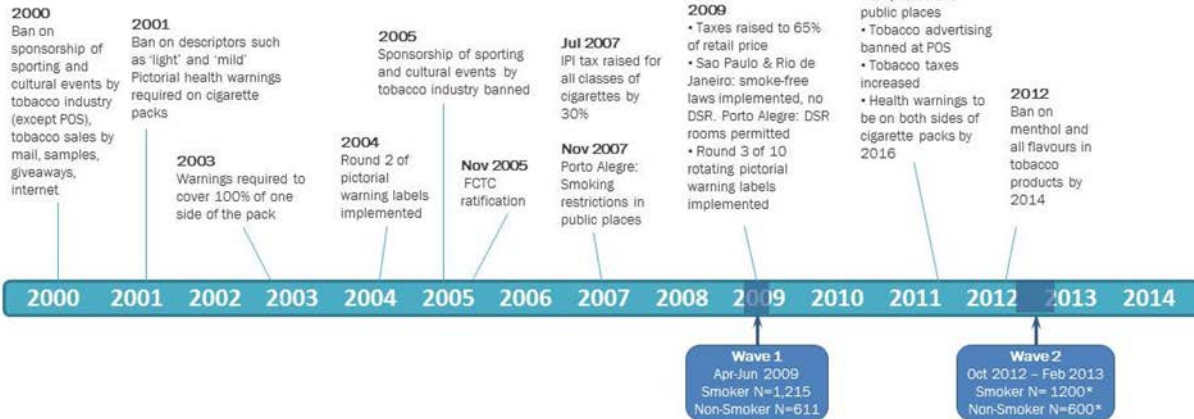 2000
Ban on
sponsorship of
sporting and
cultural events by
tobacco industry
(except POS),
tobacco sales by
mail, samples,
giveaways,
internet
2001
Ban on descriptors such
as 'light' and 'mild'
Pictorial health warnings
required on cigarette
packs
2003
Warnings required to
cover 100% of one
side of the pack
2004
Round 2 of
pictorial
warning labels
implemented
2005
Sponsorship of sporting
and cultural events by
tobacco industry banned
Nov 2005
FCTC
ratification
Jul 2007
IPI tax raised for
all classes of
cigarettes by
30%
Nov 2007
Porto Alegre:
Smoking
restrictions in
public places
2009
• Taxes raised to 65%
of retail price
• Sao Paulo & Rio de
Janeiro: smoke-free
laws implemented, no
DSR. Porto Alegre: DSR
rooms permitted
• Round 3 of 10
rotating pictorial
warning labels
implemented
public places
• Tobacco advertising
banned at POS
• Tobacco taxes
increased
• Health warnings to
be on both sides of
cigarette packs by
2016
2012
Ban on
menthol and
all flavours in
tobacco
products by
2014
2000 2001 2002 2003 2004 2005 2006 2007 2008 2009 2010 2011 2012 2013 2014
Wave 1
Apr-Jun 2009
Smoker N=1,215
Non-Smoker N=611
Wave 2
Oct 2012 – Feb 2013
Smoker N= 1200*
Non-Smoker N=600*